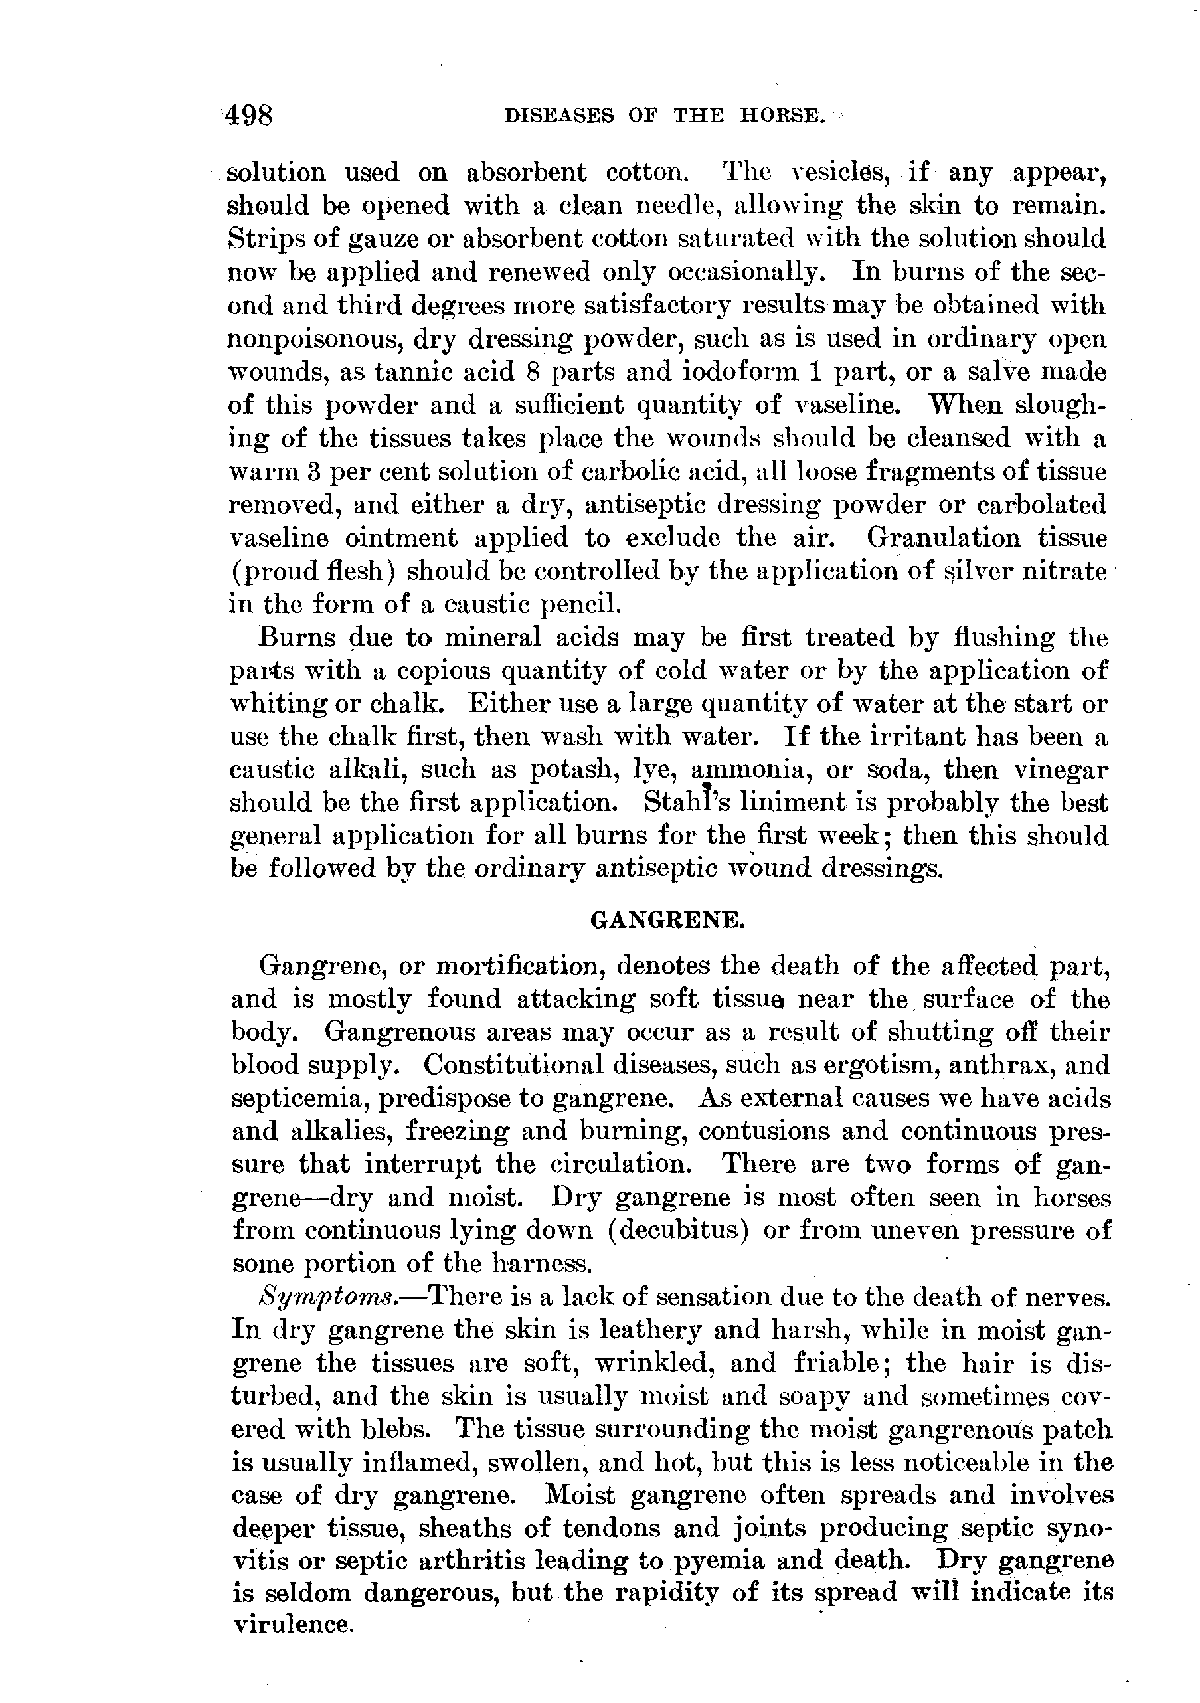 498 DISEASES OF THE HORSE.
solution used on absorbent cotton. The vesicles, if any appear,
should be opened with a clean needle, allowing the skin to remain.
Strips of gauze or absorbent cotton saturated with the solution should
now be applied and renewed only occasionally. In burns of the sec-
ond and third degrees more satisfactory results may be obtained with
nonpoisonous, dry dressing powder, such as is used in ordinary open
wounds, as tannic acid 8 parts and iodoform 1 part, or a salve made
of this powder and a sufficient quantity of vaseline. When slough-
ing of the tissues takes place the wounds should be cleansed with a
warm 3 per cent solution of carbolic acid, all loose fragments of tissue
removed, and either a dry, antiseptic dressing powder or carbolated
vaseline ointment applied to exclude the air. Granulation tissue
(proud flesh) should be controlled by the application of silver nitrate
in the form of a caustic pencil.
Burns due to mineral acids may be first treated by flushing the
parts with a copious quantity of cold water or by the application of
whiting or chalk. Either use a large quantity of water at the start or
use the chalk first, then wash with water. If the irritant has been a
caustic alkali, such as potash, lye, ammonia, or soda, then vinegar
should be the first application. Stahl's liniment is probably the best
general application for all burns for the first week; then this should
be followed by the ordinary antiseptic wound dressings.
GANGRENE.
Gangrene, or mortification, denotes the death of the affected part,
and is mostly found attacking soft tissue near the surface of the
body. Gangrenous areas may occur as a result of shutting off their
blood supply. Constitutional diseases, such as ergotism, anthrax, and
septicemia, predispose to gangrene. As external causes we have acids
and alkalies, freezing and burning, contusions and continuous pres-
sure that interrupt the circulation. There are two forms of gan-
grene—dry and moist. Dry gangrene is most often seen in horses
from continuous lying down (decubitus) or from uneven pressure of
some portion of the harness.
Symptoms.—There is a lack of sensation due to the death of nerves.
In dry gangrene the skin is leathery and harsh, while in moist gan-
grene the tissues are soft, wrinkled, and friable; the hair is dis-
turbed, and the skin is usually moist and soapy and sometimes cov-
ered with blebs. The tissue surrounding the moist gangrenous patch
is usually inflamed, swollen, and hot, but this is less noticeable in the
case of dry gangrene. Moist gangrene often spreads and involves
deeper tissue, sheaths of tendons and joints producing septic syno-
vitis or septic arthritis leading to pyemia and death. Dry gangrene
is seldom dangerous, but the rapidity of its spread will indicate its
virulence.